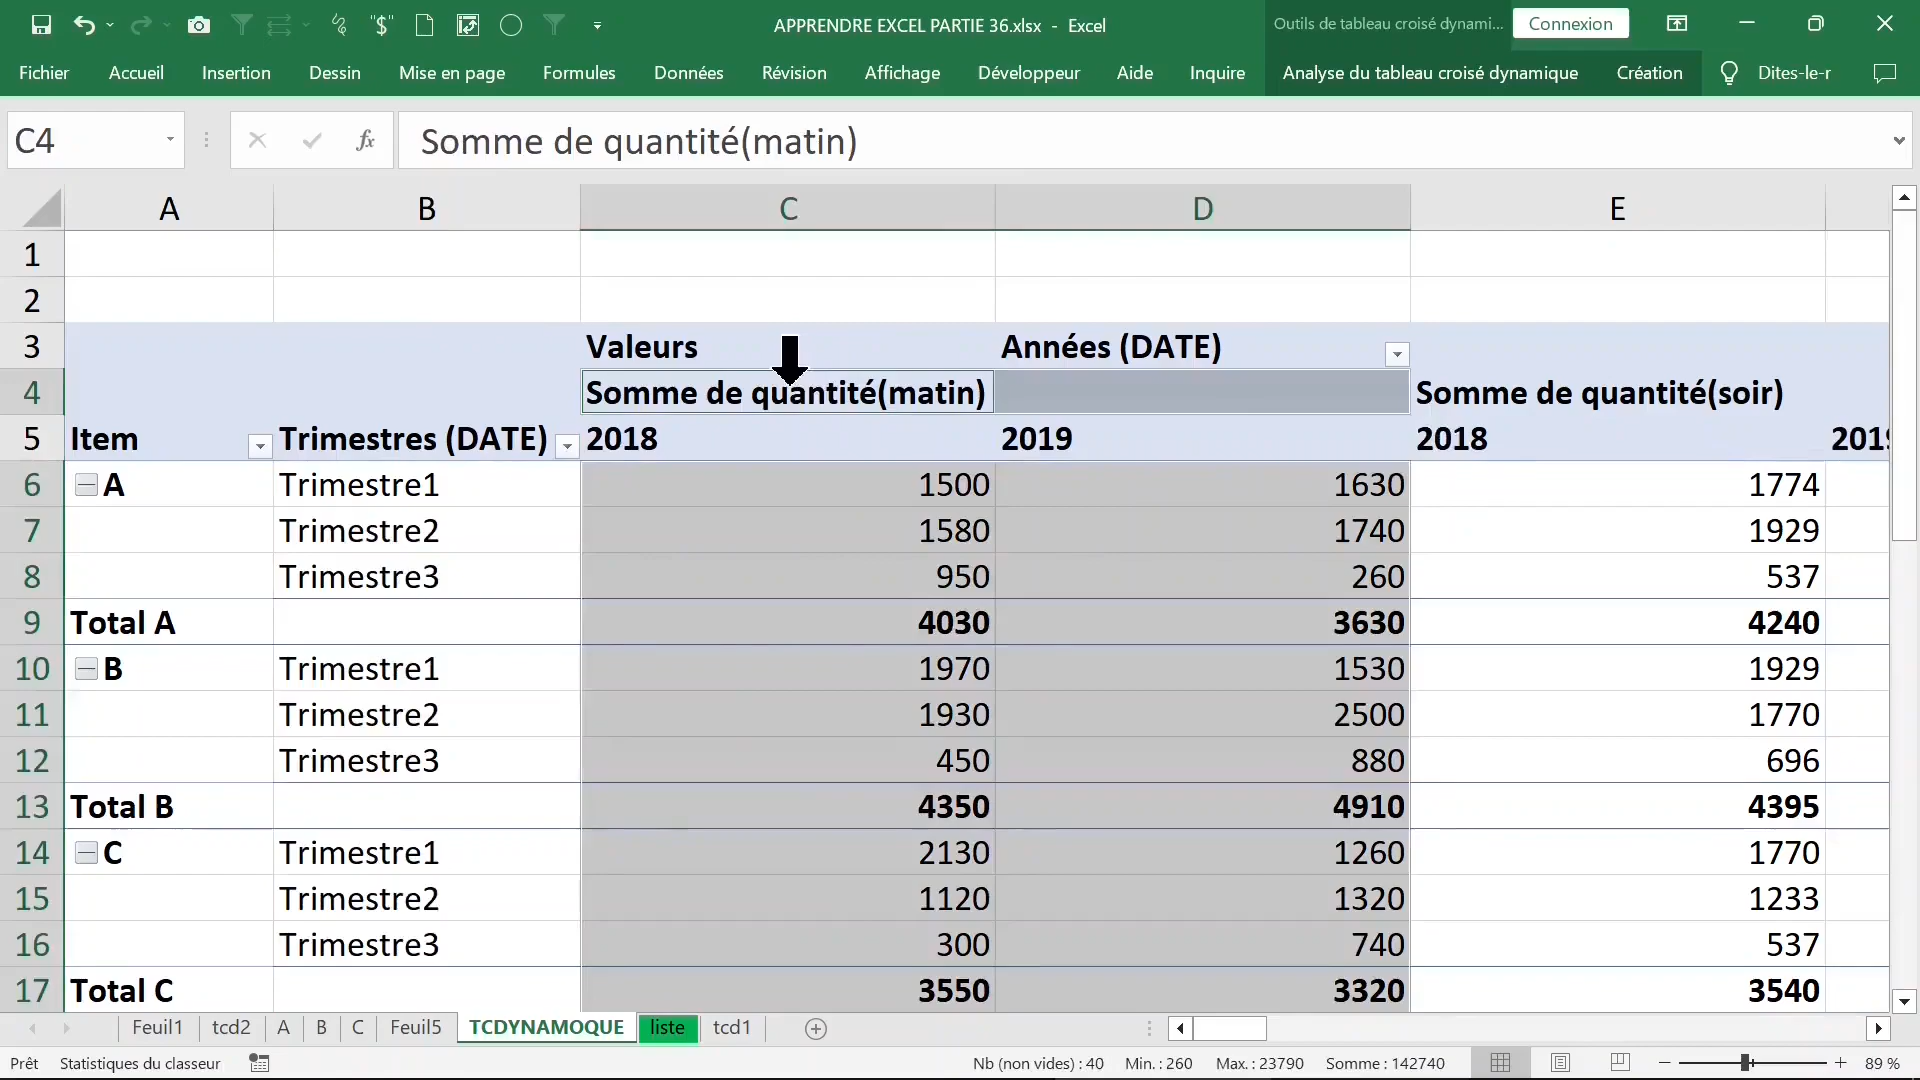 APPRENDRE EXCEL PARTIE 36.xlsx - Excel
Outils de tableau croisé dynami...
Connexion
Fichier Accueil Insertion Dessin Mise en page Formules Données Révision Affichage Développeur Aide Inquire Analyse du tableau croisé dynamique Création Dites-le-r
C4 fx Somme de quantité(matin)
A B C D E
1
2
3 Valeurs Années (DATE)
4 Somme de quantité(matin) Somme de quantité(soir)
5 Item Trimestres (DATE) 2018 2019 2018 2019
6 A Trimestre1 1500 1630 1774
7 Trimestre2 1580 1740 1929
8 Trimestre3 950 260 537
9 Total A 4030 3630 4240
10 B Trimestre1 1970 1530 1929
11 Trimestre2 1930 2500 1770
12 Trimestre3 450 880 696
13 Total B 4350 4910 4395
14 C Trimestre1 2130 1260 1770
15 Trimestre2 1120 1320 1233
16 Trimestre3 300 740 537
17 Total C 3550 3320 3540
Feuil1 tcd2 A B C Feuil5 TCDYNAMOQUE liste tcd1
Prêt Statistiques du classeur Nb (non vides) : 40 Min. : 260 Max. : 23790 Somme : 142740 89 %